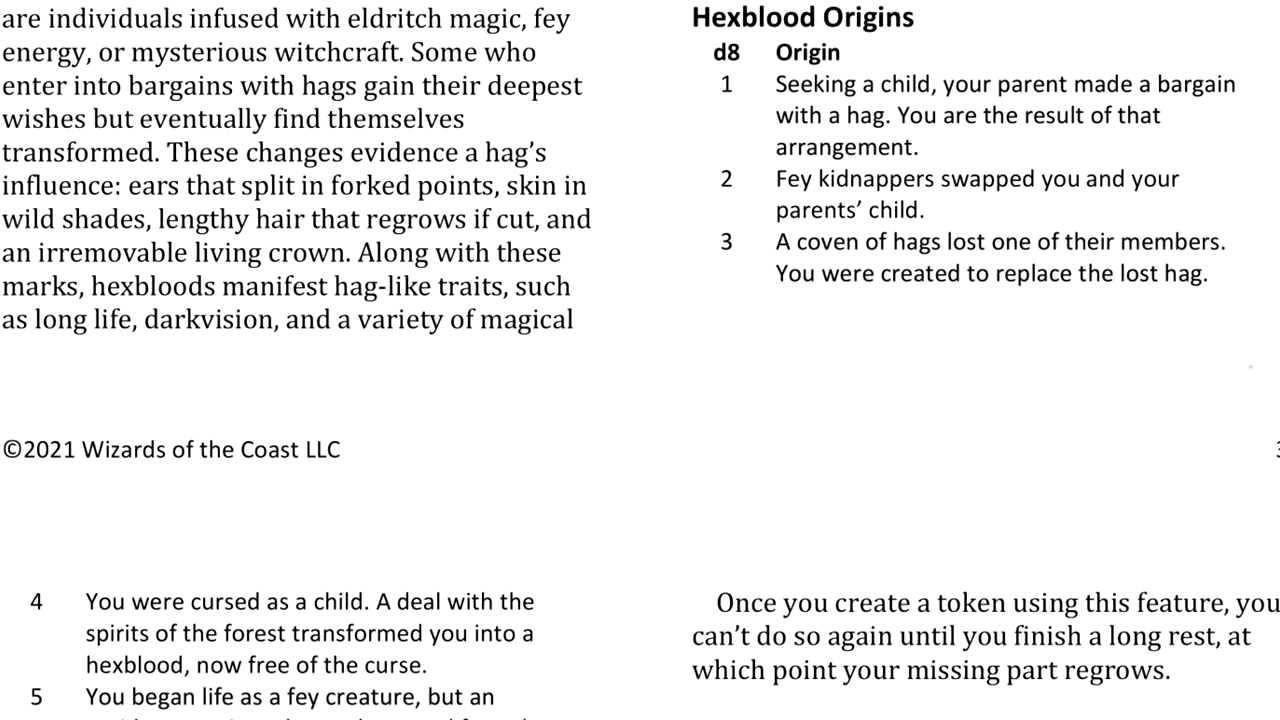 are individuals infused with eldritch magic, fey
energy, or mysterious witchcraft. Some who
enter into bargains with hags gain their deepest
wishes but eventually find themselves
transformed. These changes evidence a hag’s
influence: ears that split in forked points, skin in
wild shades, lengthy hair that regrows if cut, and
an irremovable living crown. Along with these
marks, hexbloods manifest hag-like traits, such
as long life, darkvision, and a variety of magical
Hexblood Origins
d8 Origin
1 Seeking a child, your parent made a bargain
with a hag. You are the result of that
arrangement.
2 Fey kidnappers swapped you and your
parents’ child.
3 A coven of hags lost one of their members.
You were created to replace the lost hag.
©2021 Wizards of the Coast LLC
4 You were cursed as a child. A deal with the
spirits of the forest transformed you into a
hexblood, now free of the curse.
5 You began life as a fey creature, but an
Once you create a token using this feature, you
can’t do so again until you finish a long rest, at
which point your missing part regrows.